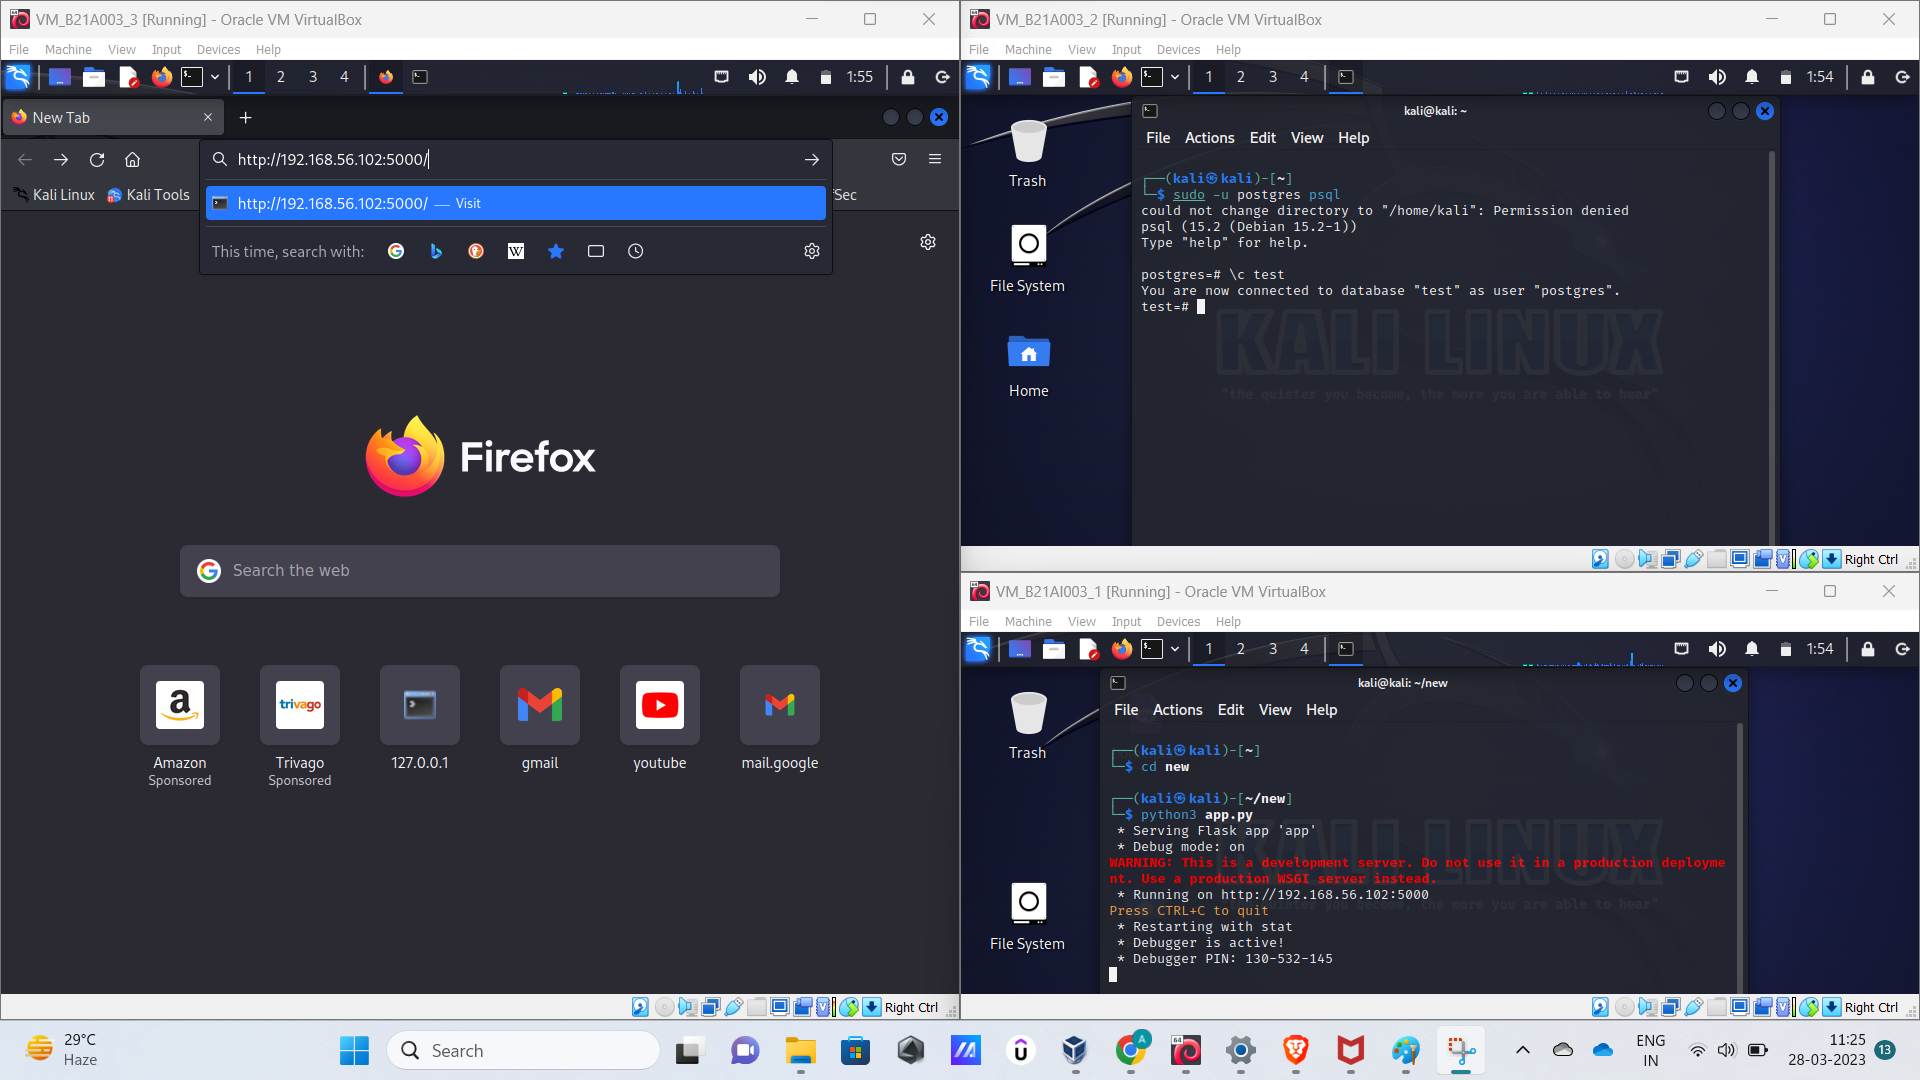 VM_B21A003_3 [Running] - Oracle VM VirtualBox
File Machine View Input Devices Help
1 2 3 4 1:55
New Tab
http://192.168.56.102:5000/
Kali Linux Kali Tools fSec
http://192.168.56.102:5000/ — Visit
This time, search with:
Firefox
Search the web
Amazon
Sponsored
trivago
Trivago
Sponsored
127.0.0.1
gmail
youtube
mail.google
Right Ctrl
VM_B21A003_2 [Running] - Oracle VM VirtualBox
File Machine View Input Devices Help
1 2 3 4 1:54
Trash
File System
Home
kali@kali: ~
File Actions Edit View Help
(kali㉿kali)-[~]
$ sudo -u postgres psql
could not change directory to "/home/kali": Permission denied
psql (15.2 (Debian 15.2-1))
Type "help" for help.
postgres=# \c test
You are now connected to database "test" as user "postgres".
test=#
KALI LINUX
"the quieter you become, the more you are able to hear"
Right Ctrl
VM_B21AI003_1 [Running] - Oracle VM VirtualBox
File Machine View Input Devices Help
1 2 3 4 1:54
Trash
File System
kali@kali: ~/new
File Actions Edit View Help
(kali㉿kali)-[~]
$ cd new
(kali㉿kali)-[~/new]
$ python3 app.py
* Serving Flask app 'app'
* Debug mode: on
WARNING: This is a development server. Do not use it in a production deployme
nt. Use a production WSGI server instead.
* Running on http://192.168.56.102:5000
Press CTRL+C to quit
* Restarting with stat
* Debugger is active!
* Debugger PIN: 130-532-145
Right Ctrl
29°C
Haze
Search
ENG
IN
11:25
28-03-2023
13